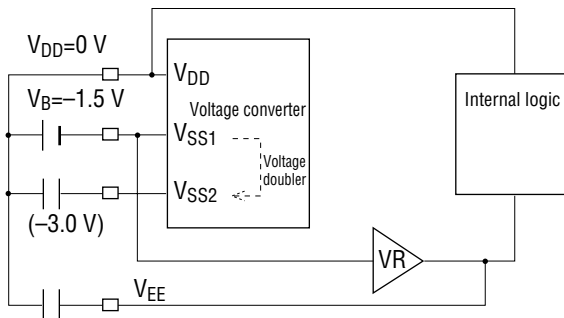 VDD=0 V
VDD
VB=–1.5 V
Voltage converter
Internal logic
VSS1
Voltage
doubler
VSS2
(–3.0 V)
VR
VEE